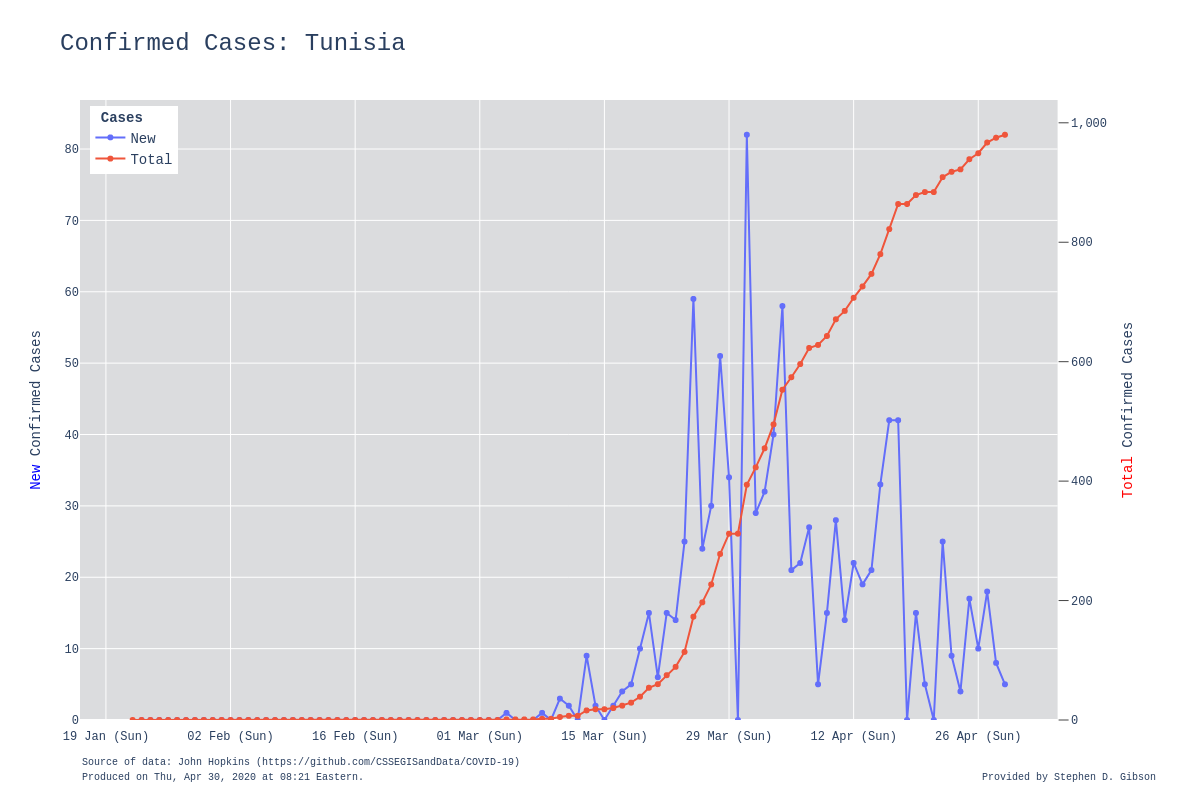 Confirmed Cases: Tunisia
Cases
New
Total
80
70
60
50
40
30
20
10
0
New Confirmed Cases
1,000
800
600
400
200
0
Total Confirmed Cases
19 Jan (Sun) 02 Feb (Sun) 16 Feb (Sun) 01 Mar (Sun) 15 Mar (Sun) 29 Mar (Sun) 12 Apr (Sun) 26 Apr (Sun)
Source of data: John Hopkins (https://github.com/CSSEGISandData/COVID-19)
Produced on Thu, Apr 30, 2020 at 08:21 Eastern.
Provided by Stephen D. Gibson